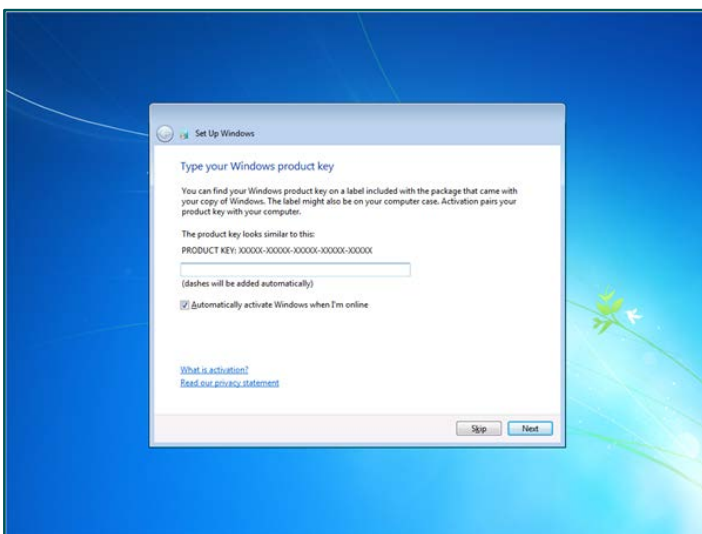 Set Up Windows
Type your Windows product key
You can find your Windows product key on a label included with the package that came with
your copy of Windows. The label might also be on your computer case. Activation pairs your
product key with your computer.
The product key looks similar to this:
PRODUCT KEY: XXXXX-XXXXX-XXXXX-XXXXX-XXXXX
(dashes will be added automatically)
Automatically activate Windows when I'm online
What is activation?
Read our privacy statement
Skip Next